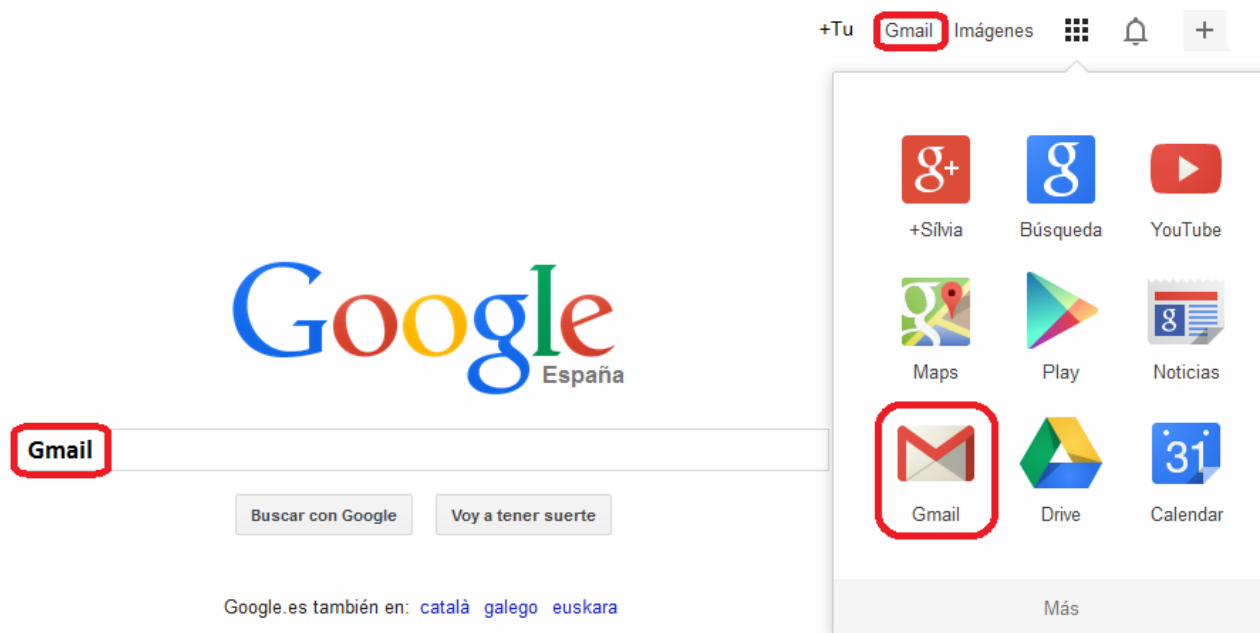 +Tu Gmail Imágenes
g+ g
+Sílvia Búsqueda YouTube
g g
Maps Play Noticias
31
Gmail Drive Calendar
Más
Google
España
Gmail
Buscar con Google Voy a tener suerte
Google.es también en: català galego euskara